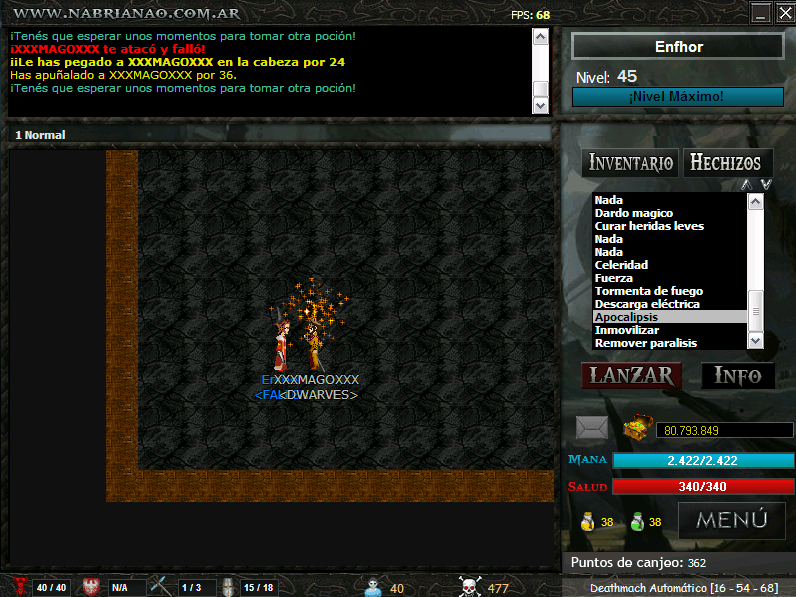 WWW.NABRIANAO.COM.AR
FPS: 68
¡Tenés que esperar unos momentos para tomar otra poción!
¡XXXMAGOXXX te atacó y falló!
¡¡Le has pegado a XXXMAGOXXX en la cabeza por 24
Has apuñalado a XXXMAGOXXX por 36.
¡Tenés que esperar unos momentos para tomar otra poción!
1 Normal
XXXMAGOXXX
<DWARVES>
Enfhor
Nivel: 45
¡Nivel Máximo!
INVENTARIO
HECHIZOS
Nada
Dardo magico
Curar heridas leves
Nada
Nada
Celeridad
Fuerza
Tormenta de fuego
Descarga eléctrica
Apocalipsis
Inmovilizar
Remover paralisis
LANZAR
INFO
80.793.849
MANA 2.422/2.422
SALUD 340/340
38
38
MENÚ
Puntos de canjeo: 362
40 / 40
N/A
1 / 3
15 / 18
40
477
Deathmach Automático [16 - 54 - 68]